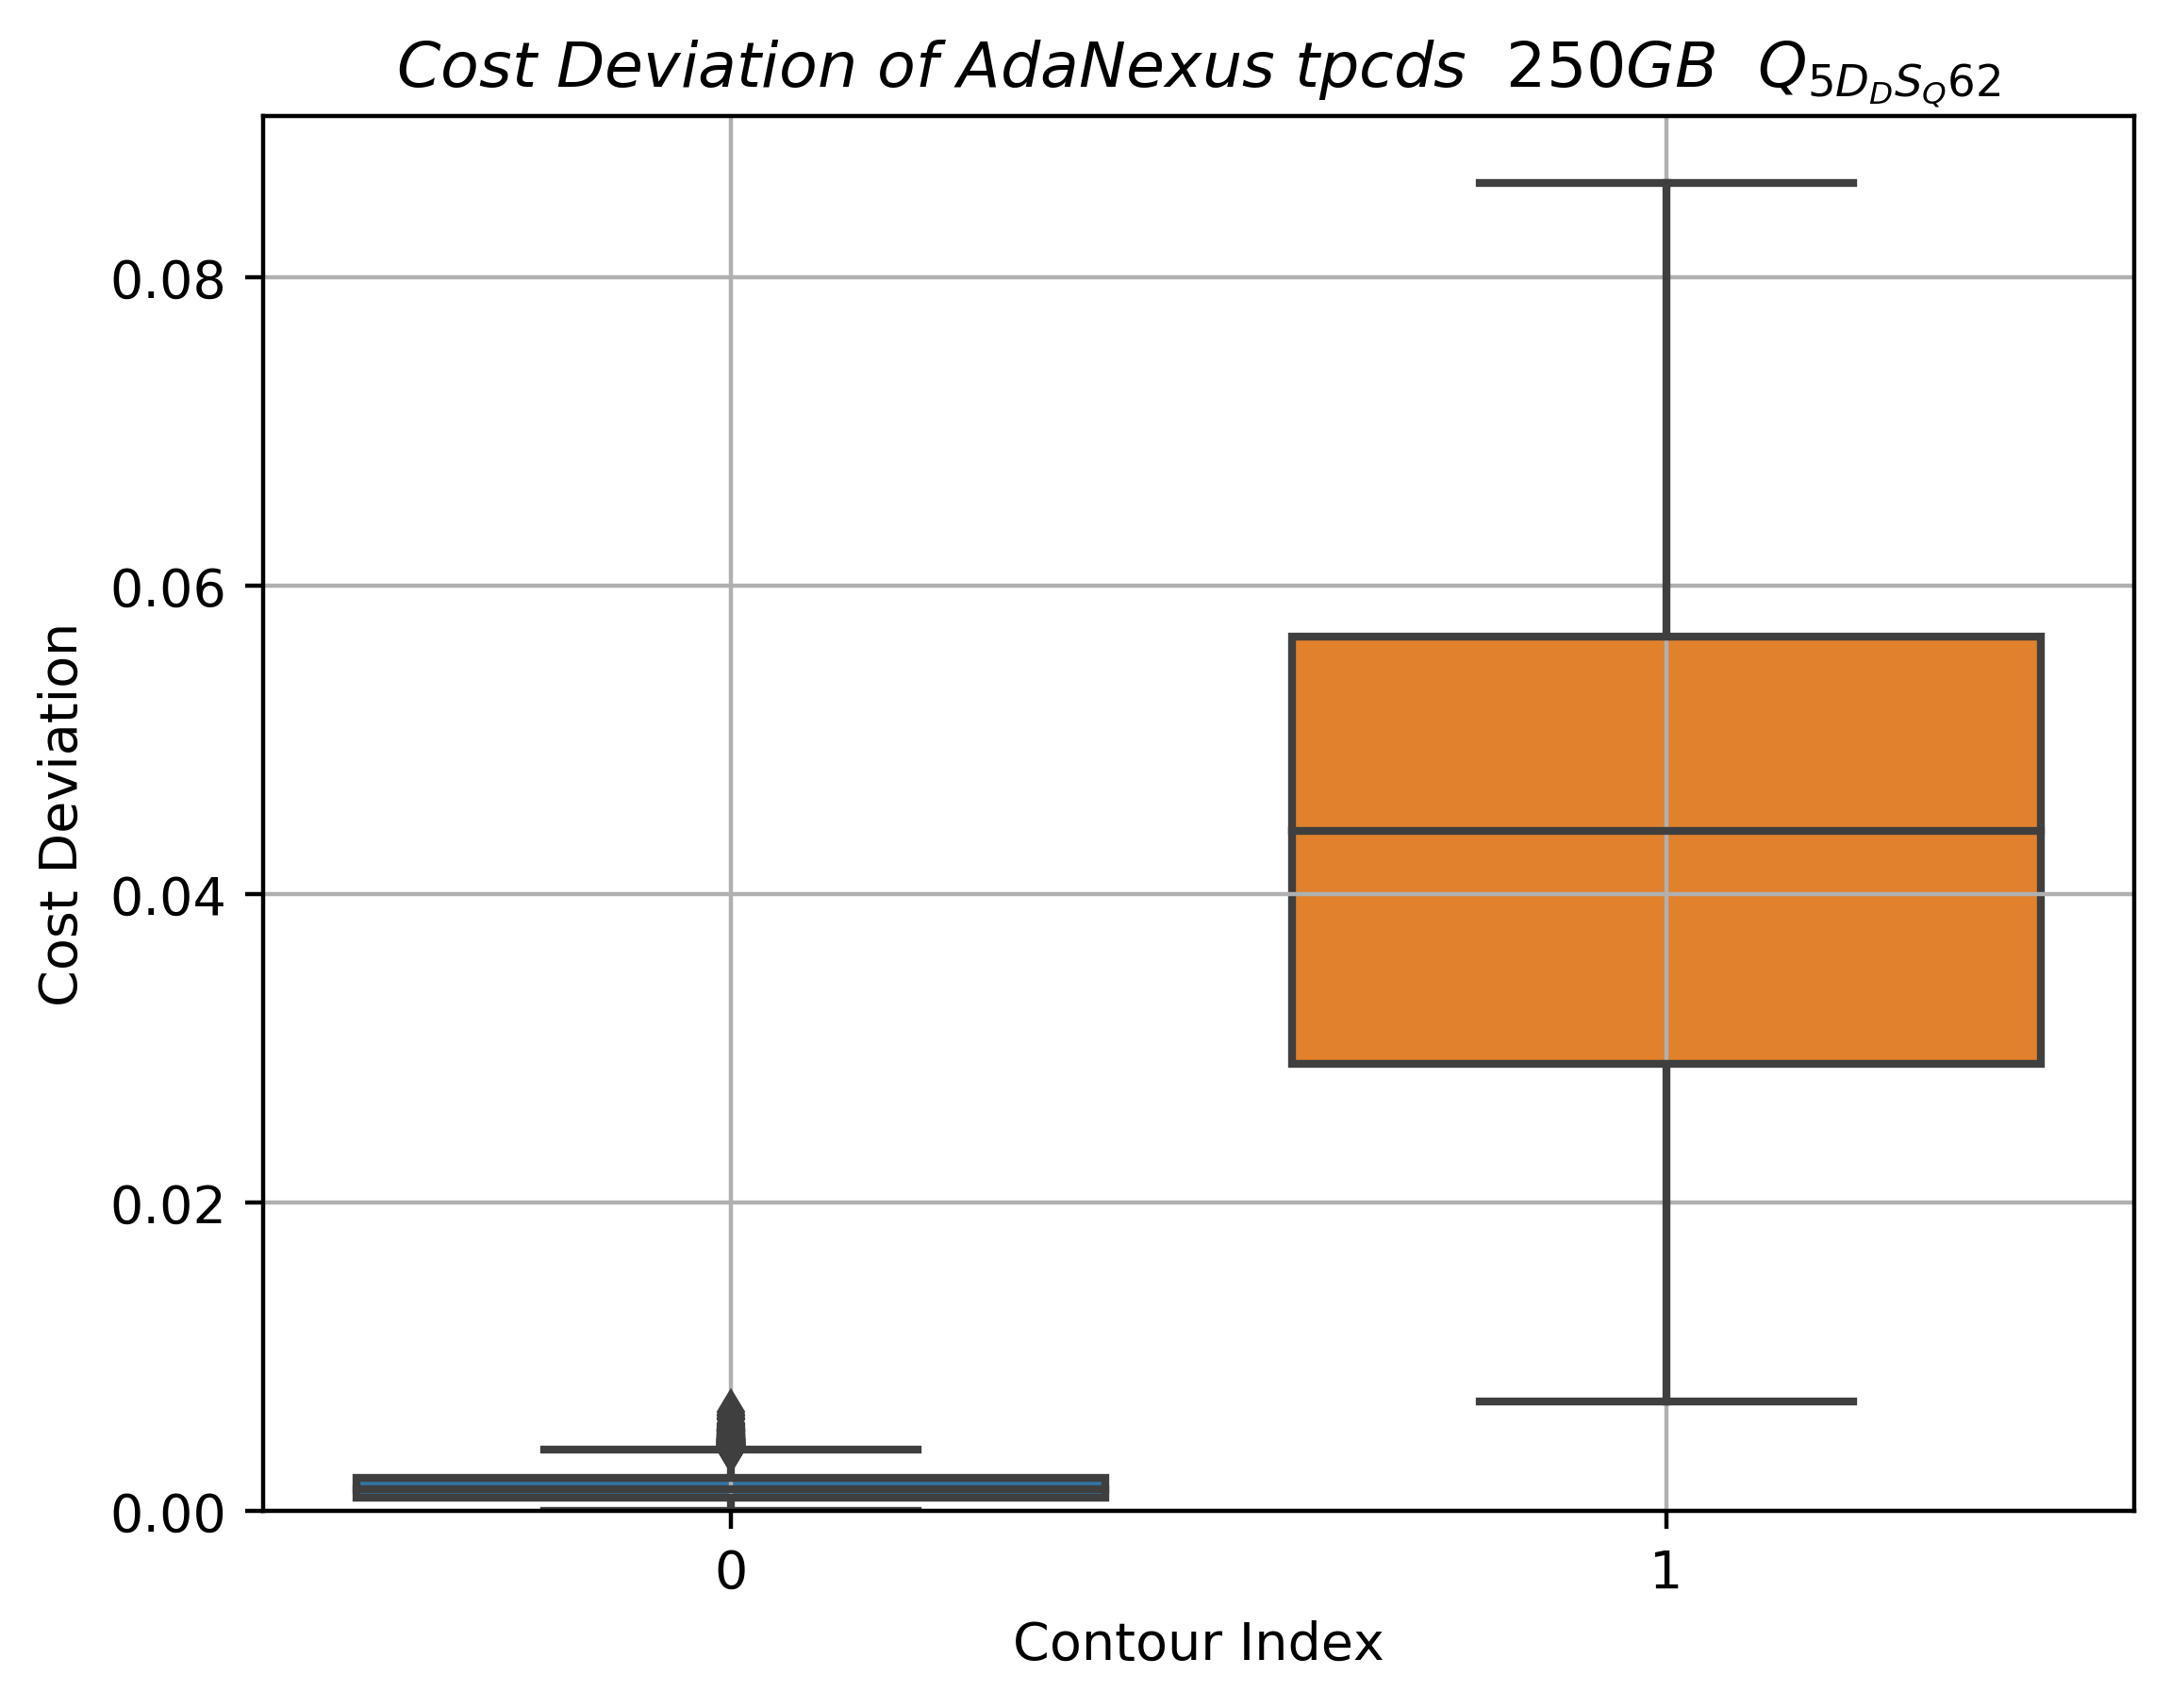 Cost Deviation of AdaNexus tpcds 250GB Q5DDSQ62
0.08
0.06
0.04
0.02
0.00
Cost Deviation
0 1
Contour Index